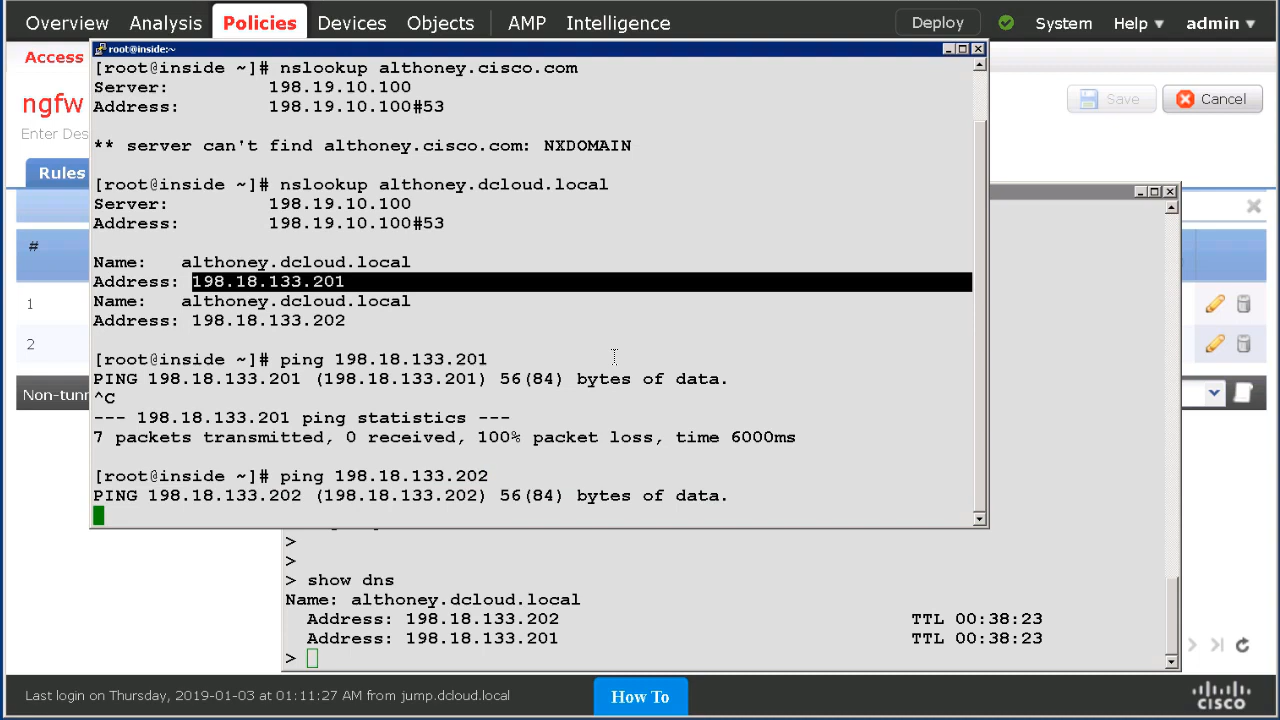 Overview Analysis Policies Devices Objects AMP Intelligence Deploy System Help admin
Access
root@inside:~
[root@inside ~]# nslookup althoney.cisco.com
Server: 198.19.10.100
Address: 198.19.10.100#53
** server can't find althoney.cisco.com: NXDOMAIN
[root@inside ~]# nslookup althoney.dcloud.local
Server: 198.19.10.100
Address: 198.19.10.100#53
Name: althoney.dcloud.local
Address: 198.18.133.201
Name: althoney.dcloud.local
Address: 198.18.133.202
[root@inside ~]# ping 198.18.133.201
PING 198.18.133.201 (198.18.133.201) 56(84) bytes of data.
^C
--- 198.18.133.201 ping statistics ---
7 packets transmitted, 0 received, 100% packet loss, time 6000ms
[root@inside ~]# ping 198.18.133.202
PING 198.18.133.202 (198.18.133.202) 56(84) bytes of data.
ngfw
Enter Des
Save Cancel
Rules
#
1
2
Non-tunn
>
>
> show dns
Name: althoney.dcloud.local
Address: 198.18.133.202 TTL 00:38:23
Address: 198.18.133.201 TTL 00:38:23
>
Last login on Thursday, 2019-01-03 at 01:11:27 AM from jump.dcloud.local
How To
cisco